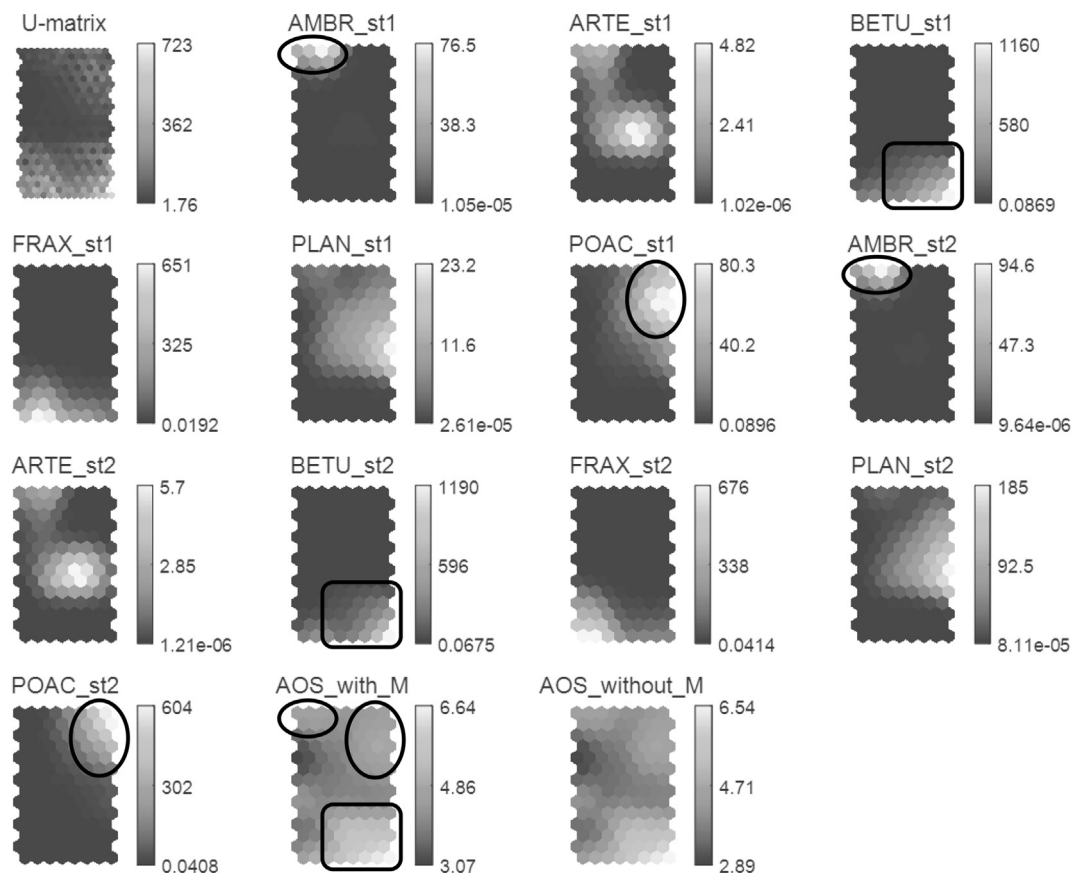 U-matrix
723
362
1.76
AMBR_st1
76.5
38.3
1.05e-05
ARTE_st1
4.82
2.41
1.02e-06
BETU_st1
1160
580
0.0869
FRAX_st1
651
325
0.0192
PLAN_st1
23.2
11.6
2.61e-05
POAC_st1
80.3
40.2
0.0896
AMBR_st2
94.6
47.3
9.64e-06
ARTE_st2
5.7
2.85
1.21e-06
BETU_st2
1190
596
0.0675
FRAX_st2
676
338
0.0414
PLAN_st2
185
92.5
8.11e-05
POAC_st2
604
302
0.0408
AOS_with_M
6.64
4.86
3.07
AOS_without_M
6.54
4.71
2.89